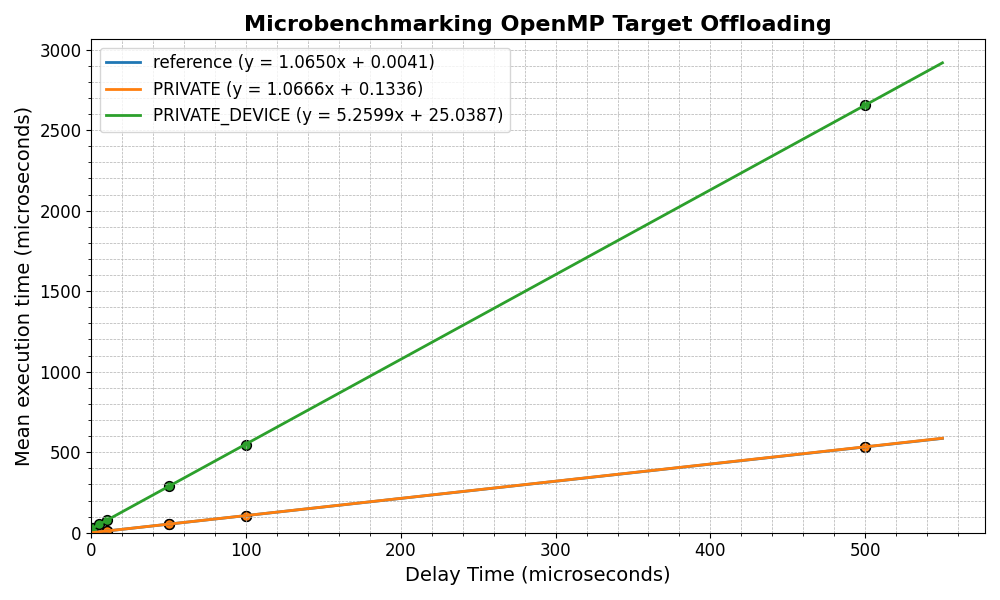 Microbenchmarking OpenMP Target Offloading
reference (y = 1.0650x + 0.0041)
PRIVATE (y = 1.0666x + 0.1336)
PRIVATE_DEVICE (y = 5.2599x + 25.0387)
Mean execution time (microseconds)
3000
2500
2000
1500
1000
500
0
0 100 200 300 400 500
Delay Time (microseconds)